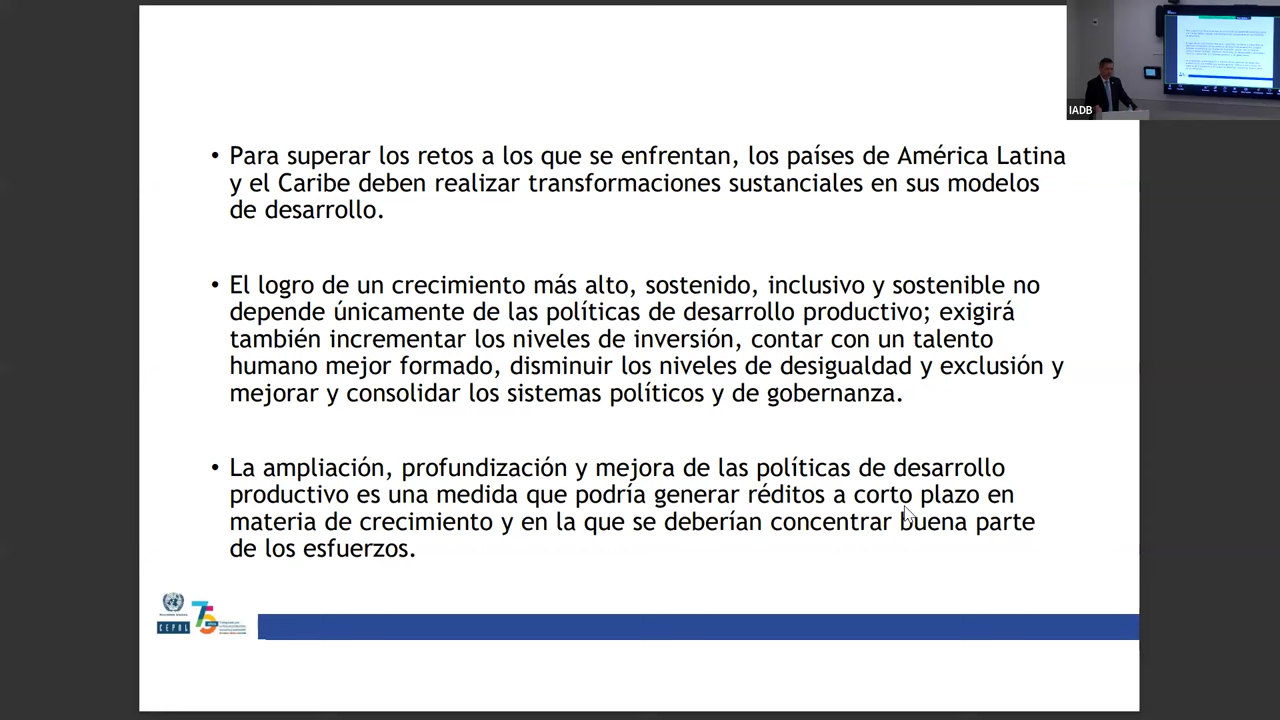 IADB
• Para superar los retos a los que se enfrentan, los países de América Latina
y el Caribe deben realizar transformaciones sustanciales en sus modelos
de desarrollo.
• El logro de un crecimiento más alto, sostenido, inclusivo y sostenible no
depende únicamente de las políticas de desarrollo productivo; exigirá
también incrementar los niveles de inversión, contar con un talento
humano mejor formado, disminuir los niveles de desigualdad y exclusión y
mejorar y consolidar los sistemas políticos y de gobernanza.
• La ampliación, profundización y mejora de las políticas de desarrollo
productivo es una medida que podría generar réditos a corto plazo en
materia de crecimiento y en la que se deberían concentrar buena parte
de los esfuerzos.
CEPAL
75